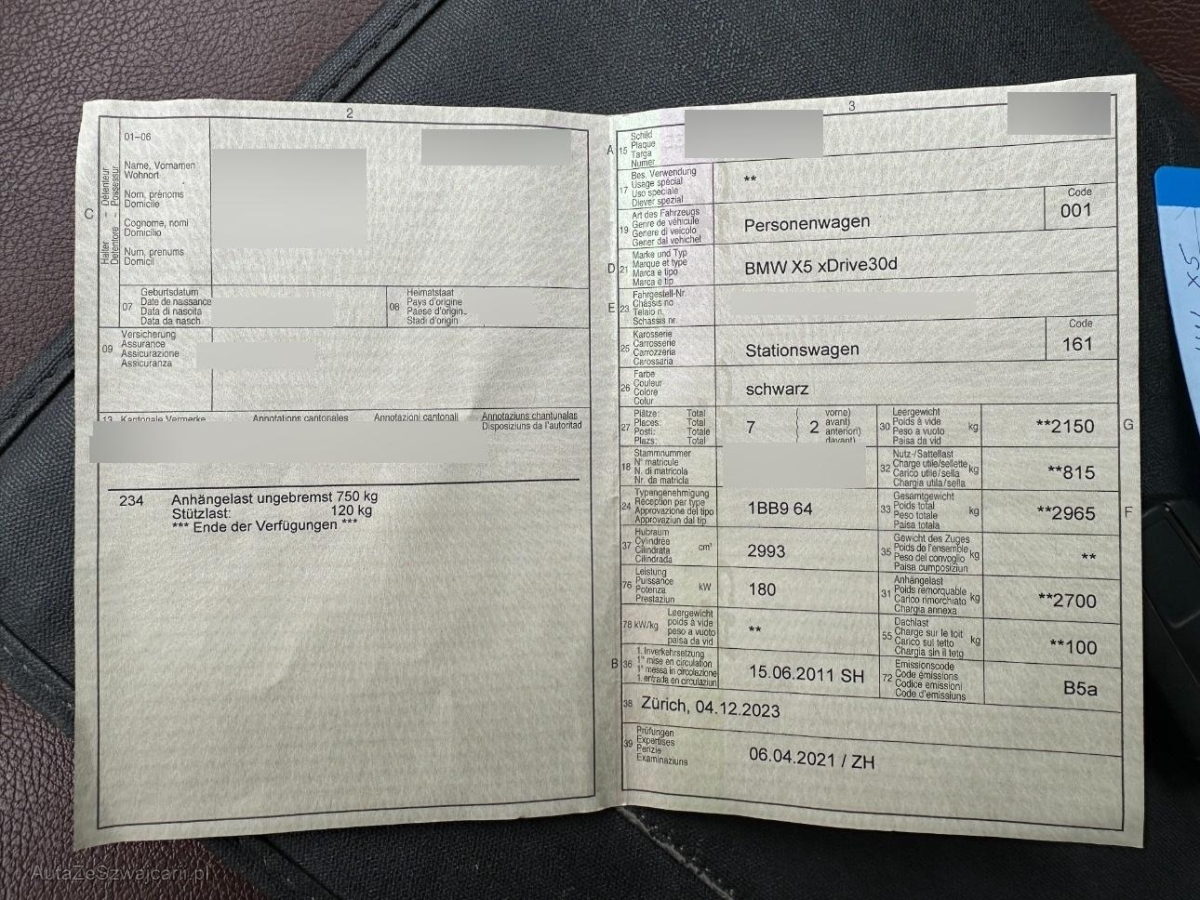 2
01-06
C
Halter - Détenteur
Detentore - Possessur
Name, Vornamen
Wohnort
Nom, prénoms
Domicile
Cognome, nomi
Domicilio
Num, prenums
Domicil
07
Geburtsdatum
Date de naissance
Data di nascita
Data da nasch.
08
Heimatstaat
Pays d'origine
Paese d'origin.
Stadi d'origin
09
Versicherung
Assurance
Assicurazione
Assicuranza
13 Kantonale Vermerke Annotations cantonales Annotazioni cantonali Annotaziuns chantunalas
Disposiziuns da l'autoritad
234 Anhängelast ungebremst 750 kg
Stützlast: 120 kg
*** Ende der Verfügungen ***
3
A 15
Schild
Plaque
Targa
Numer
17
Bes. Verwendung
Usage spécial
Uso speciale
Diever spezial
**
19
Art des Fahrzeugs
Genre de véhicule
Genere di veicolo
Gener dal vehichel
Personenwagen
Code
001
D 21
Marke und Typ
Marque et type
Marca e tipo
Marca e tip
BMW X5 xDrive30d
E 23
Fahrgestell-Nr.
Châssis no
Telaio n.
Schassis nr.
25
Karosserie
Carrosserie
Carrozzeria
Carossaria
Stationswagen
Code
161
26
Farbe
Couleur
Colore
Colur
schwarz
27
Plätze: Total
Places: Total
Posti: Totale
Plazs: Total
7
2
vorne)
avant)
anteriori)
davant)
30
Leergewicht
Poids à vide
Peso a vuoto
Paisa da vid
kg
**2150
G
18
Stammnummer
N° matricule
N. di matricola
Nr. da matricla
32
Nutz-/Sattellast
Charge utile/sellette
Carico utile/sella
Chargia utila/sella
kg
**815
24
Typengenehmigung
Réception par type
Approvazione del tipo
Approvaziun dal tip
1BB9 64
33
Gesamtgewicht
Poids total
Peso totale
Paisa totala
kg
**2965
F
37
Hubraum
Cylindrée
Cilindrata
Cilindrada
cm³
2993
35
Gewicht des Zuges
Poids de l'ensemble
Peso del convoglio
Paisa cumposiziun
kg
**
76
Leistung
Puissance
Potenza
Prestaziun
kW
180
31
Anhängelast
Poids remorquable
Carico rimorchiato
Chargia annexa
kg
**2700
78 kW/kg
Leergewicht
poids à vide
peso a vuoto
paisa da vid
**
55
Dachlast
Charge sur le toit
Carico sul tetto
Chargia sin il tetg
kg
**100
B 36
1. Inverkehrsetzung
1re mise en circulation
1a messa in circolazione
1. entrada en circulaziun
15.06.2011 SH
72
Emissionscode
Code émissions
Codice emissioni
Code d'emissiuns
B5a
38 Zürich, 04.12.2023
39
Prüfungen
Expertises
Perizie
Examinaziuns
06.04.2021 / ZH
X5
AutaZeSzwajcarii.pl